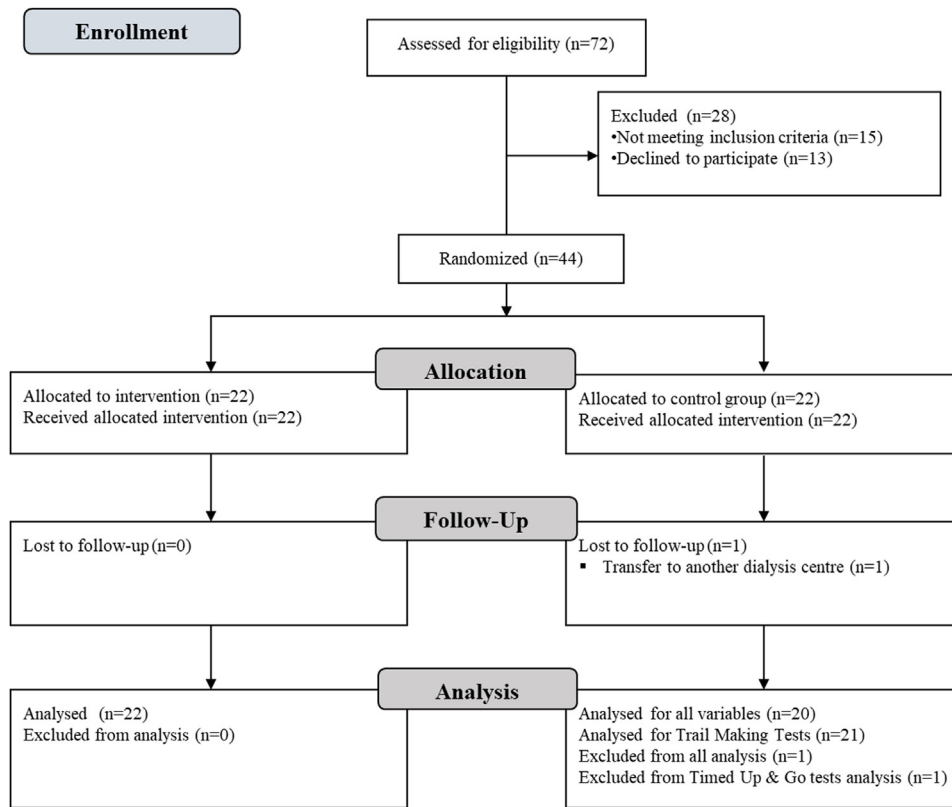 Enrollment
Assessed for eligibility (n=72)
Excluded (n=28)
•Not meeting inclusion criteria (n=15)
•Declined to participate (n=13)
Randomized (n=44)
Allocation
Allocated to intervention (n=22)
Received allocated intervention (n=22)
Allocated to control group (n=22)
Received allocated intervention (n=22)
Follow-Up
Lost to follow-up (n=0)
Lost to follow-up (n=1)
▪ Transfer to another dialysis centre (n=1)
Analysis
Analysed (n=22)
Excluded from analysis (n=0)
Analysed for all variables (n=20)
Analysed for Trail Making Tests (n=21)
Excluded from all analysis (n=1)
Excluded from Timed Up & Go tests analysis (n=1)